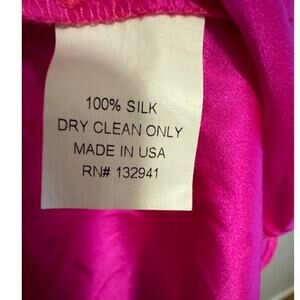 100% SILK
DRY CLEAN ONLY
MADE IN USA
RN# 132941